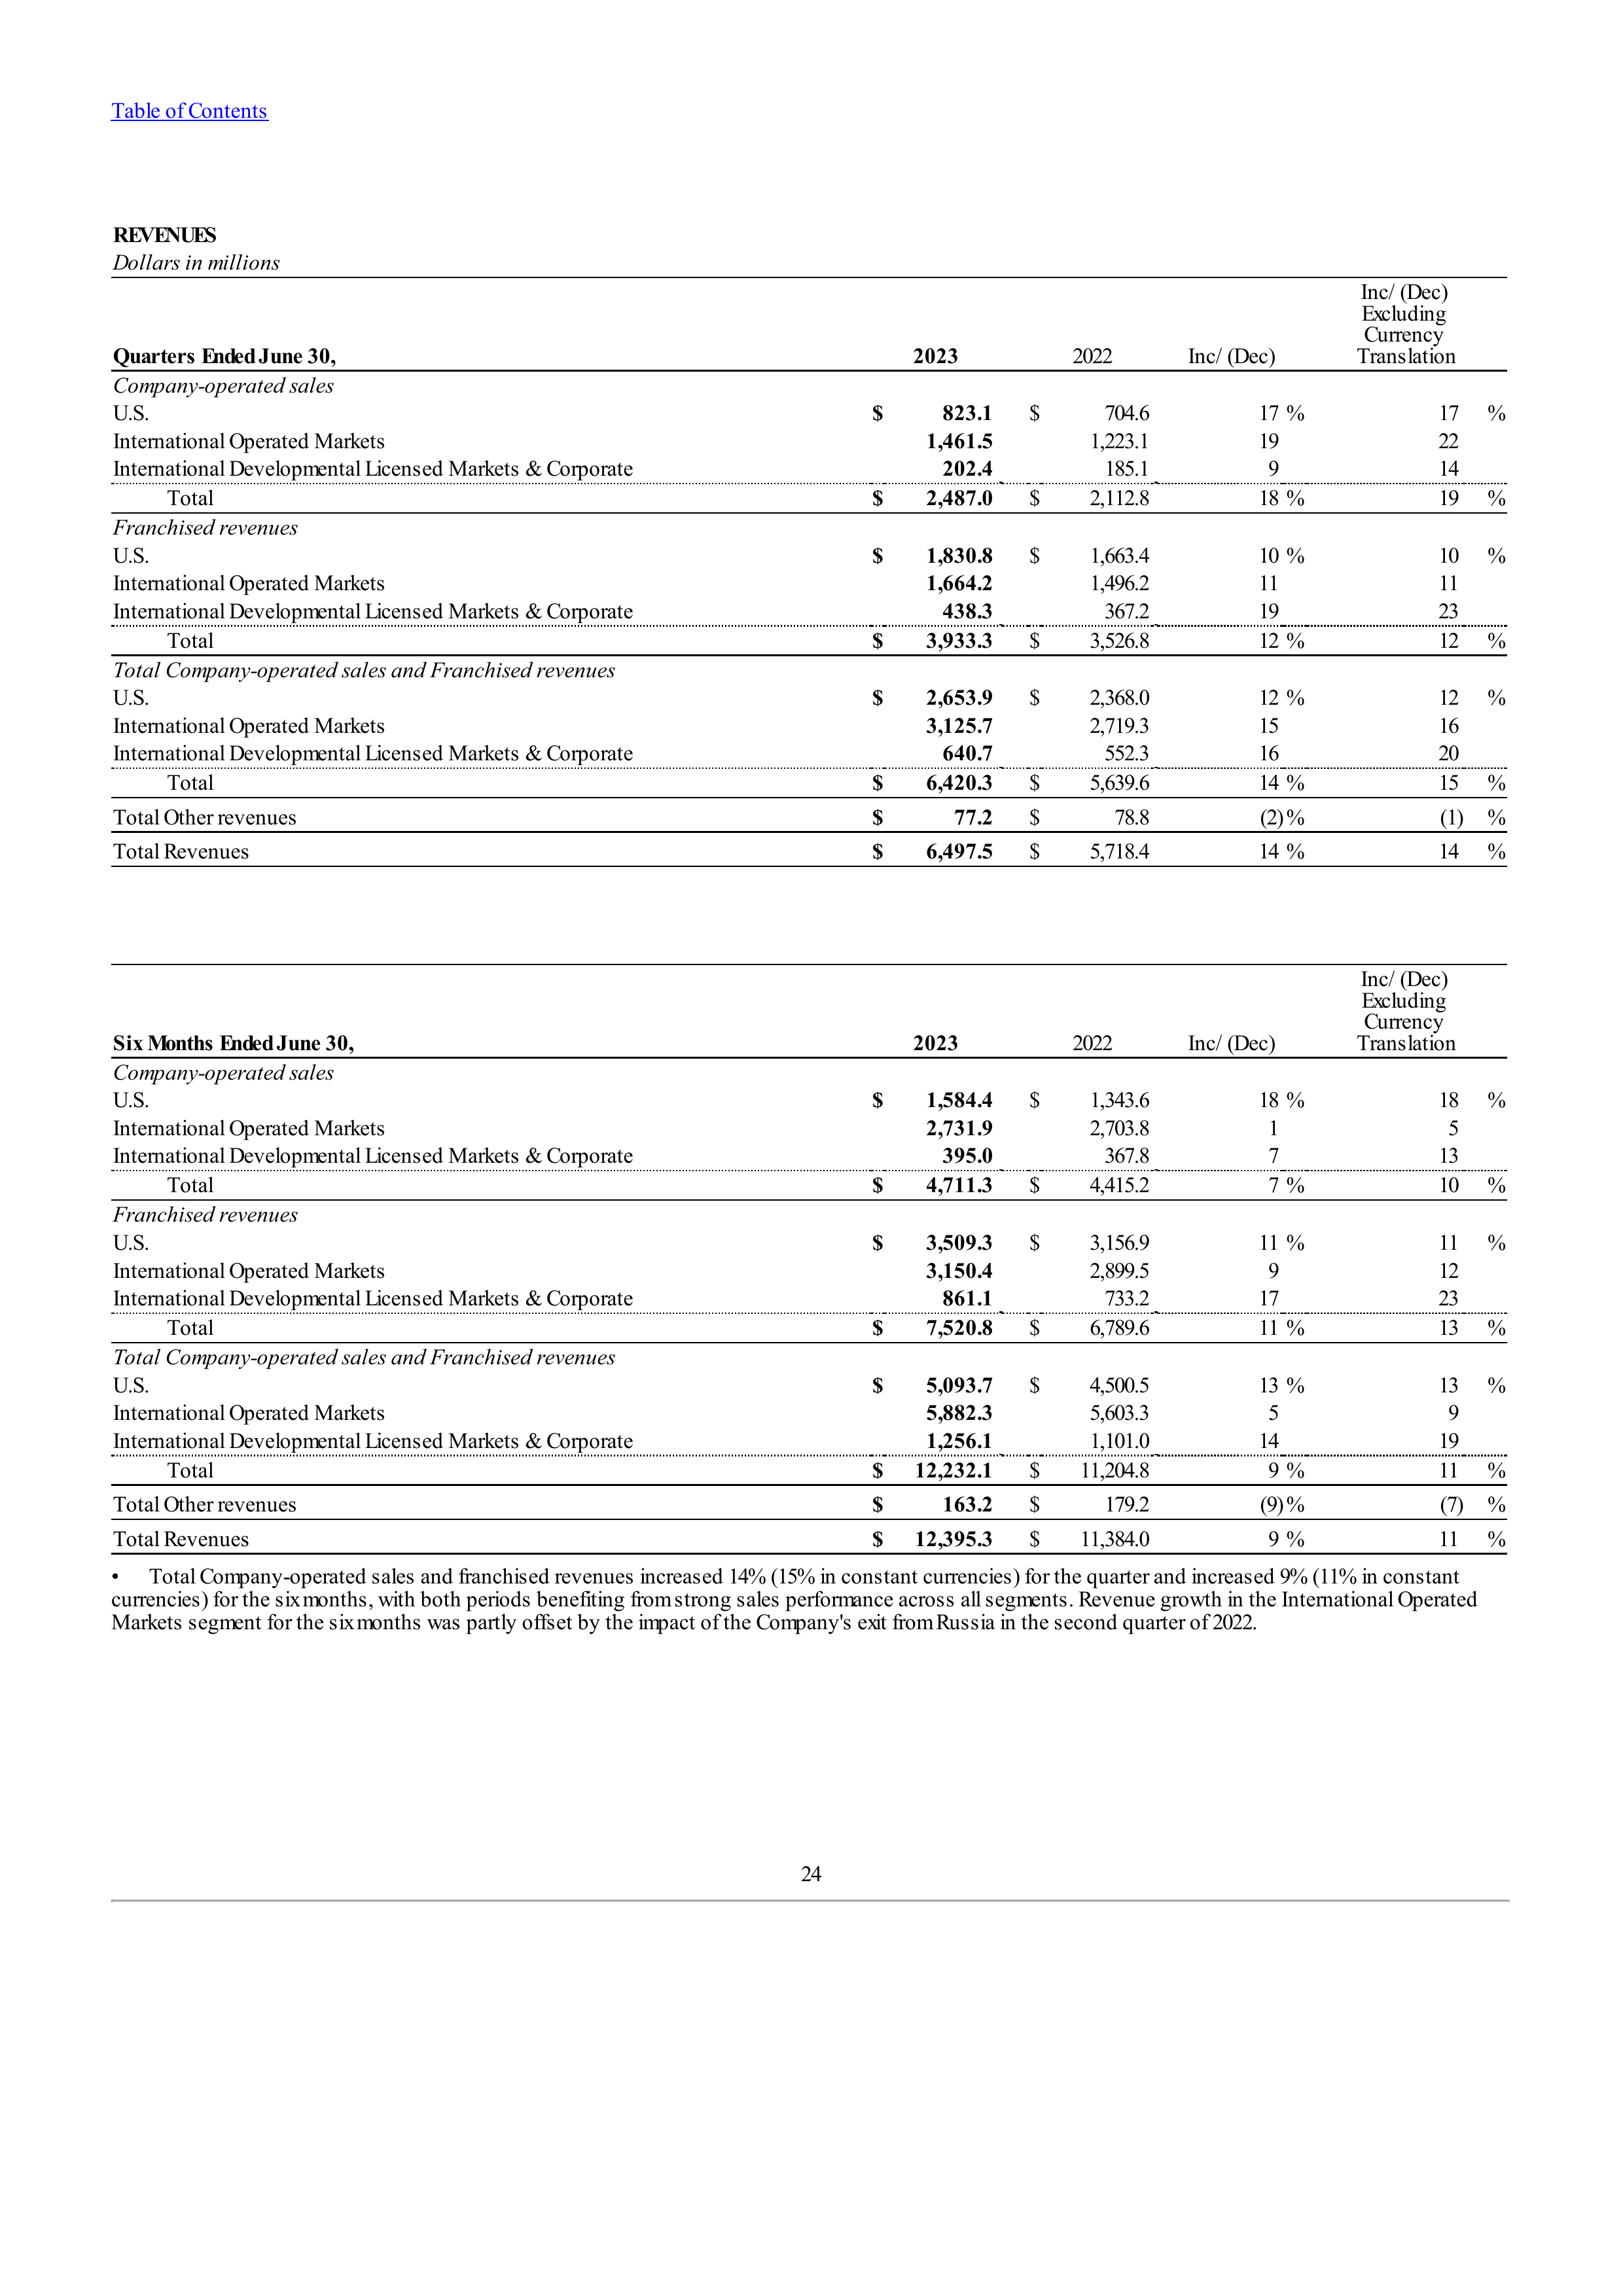 Table of Contents
REVENUES
Dollars in millions
Quarters Ended June 30, 2023 2022 Inc/ (Dec) Inc/ (Dec) Excluding Currency Translation
Company-operated sales
U.S. $ 823.1 $ 704.6 17 % 17 %
International Operated Markets 1,461.5 1,223.1 19 22
International Developmental Licensed Markets & Corporate 202.4 185.1 9 14
Total $ 2,487.0 $ 2,112.8 18 % 19 %
Franchised revenues
U.S. $ 1,830.8 $ 1,663.4 10 % 10 %
International Operated Markets 1,664.2 1,496.2 11 11
International Developmental Licensed Markets & Corporate 438.3 367.2 19 23
Total $ 3,933.3 $ 3,526.8 12 % 12 %
Total Company-operated sales and Franchised revenues
U.S. $ 2,653.9 $ 2,368.0 12 % 12 %
International Operated Markets 3,125.7 2,719.3 15 16
International Developmental Licensed Markets & Corporate 640.7 552.3 16 20
Total $ 6,420.3 $ 5,639.6 14 % 15 %
Total Other revenues $ 77.2 $ 78.8 (2)% (1) %
Total Revenues $ 6,497.5 $ 5,718.4 14 % 14 %
Six Months Ended June 30, 2023 2022 Inc/ (Dec) Inc/ (Dec) Excluding Currency Translation
Company-operated sales
U.S. $ 1,584.4 $ 1,343.6 18 % 18 %
International Operated Markets 2,731.9 2,703.8 1 5
International Developmental Licensed Markets & Corporate 395.0 367.8 7 13
Total $ 4,711.3 $ 4,415.2 7 % 10 %
Franchised revenues
U.S. $ 3,509.3 $ 3,156.9 11 % 11 %
International Operated Markets 3,150.4 2,899.5 9 12
International Developmental Licensed Markets & Corporate 861.1 733.2 17 23
Total $ 7,520.8 $ 6,789.6 11 % 13 %
Total Company-operated sales and Franchised revenues
U.S. $ 5,093.7 $ 4,500.5 13 % 13 %
International Operated Markets 5,882.3 5,603.3 5 9
International Developmental Licensed Markets & Corporate 1,256.1 1,101.0 14 19
Total $ 12,232.1 $ 11,204.8 9 % 11 %
Total Other revenues $ 163.2 $ 179.2 (9)% (7) %
Total Revenues $ 12,395.3 $ 11,384.0 9 % 11 %
• Total Company-operated sales and franchised revenues increased 14% (15% in constant currencies) for the quarter and increased 9% (11% in constant
currencies) for the six months, with both periods benefiting from strong sales performance across all segments. Revenue growth in the International Operated
Markets segment for the six months was partly offset by the impact of the Company's exit from Russia in the second quarter of 2022.
24